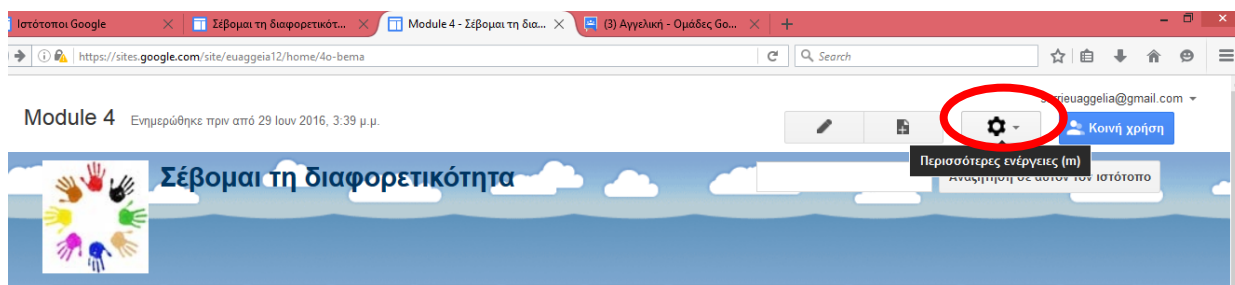 Ιστότοποι Google
Σέβομαι τη διαφορετικότ...
Module 4 - Σέβομαι τη δια...
(3) Αγγελική - Ομάδες Go...
https://sites.google.com/site/euaggeia12/home/4o-bema
Search
Module 4 Ενημερώθηκε πριν από 29 Ιουν 2016, 3:39 μ.μ.
Κοινή χρήση
Περισσότερες ενέργειες (m)
Σέβομαι τη διαφορετικότητα
Αναζήτηση σε αυτόν τον ιστότοπο